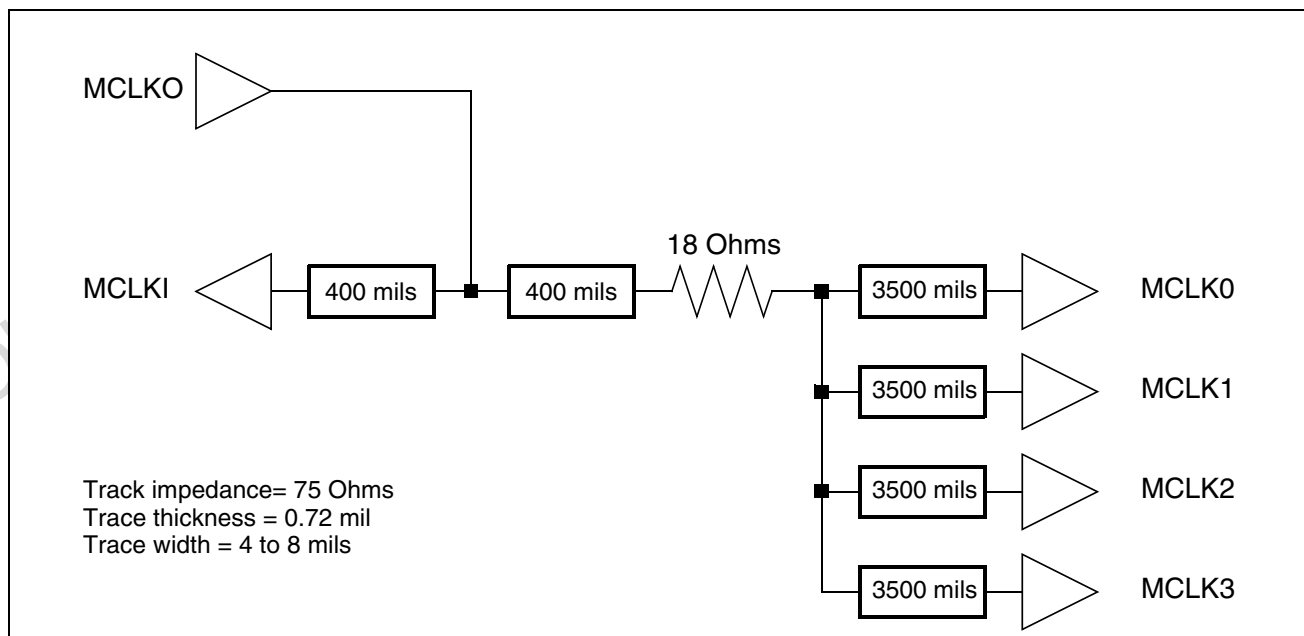 MCLKO
18 Ohms
MCLKI
400 mils
400 mils
3500 mils
MCLK0
3500 mils
MCLK1
3500 mils
MCLK2
3500 mils
MCLK3
Track impedance= 75 Ohms
Trace thickness = 0.72 mil
Trace width = 4 to 8 mils